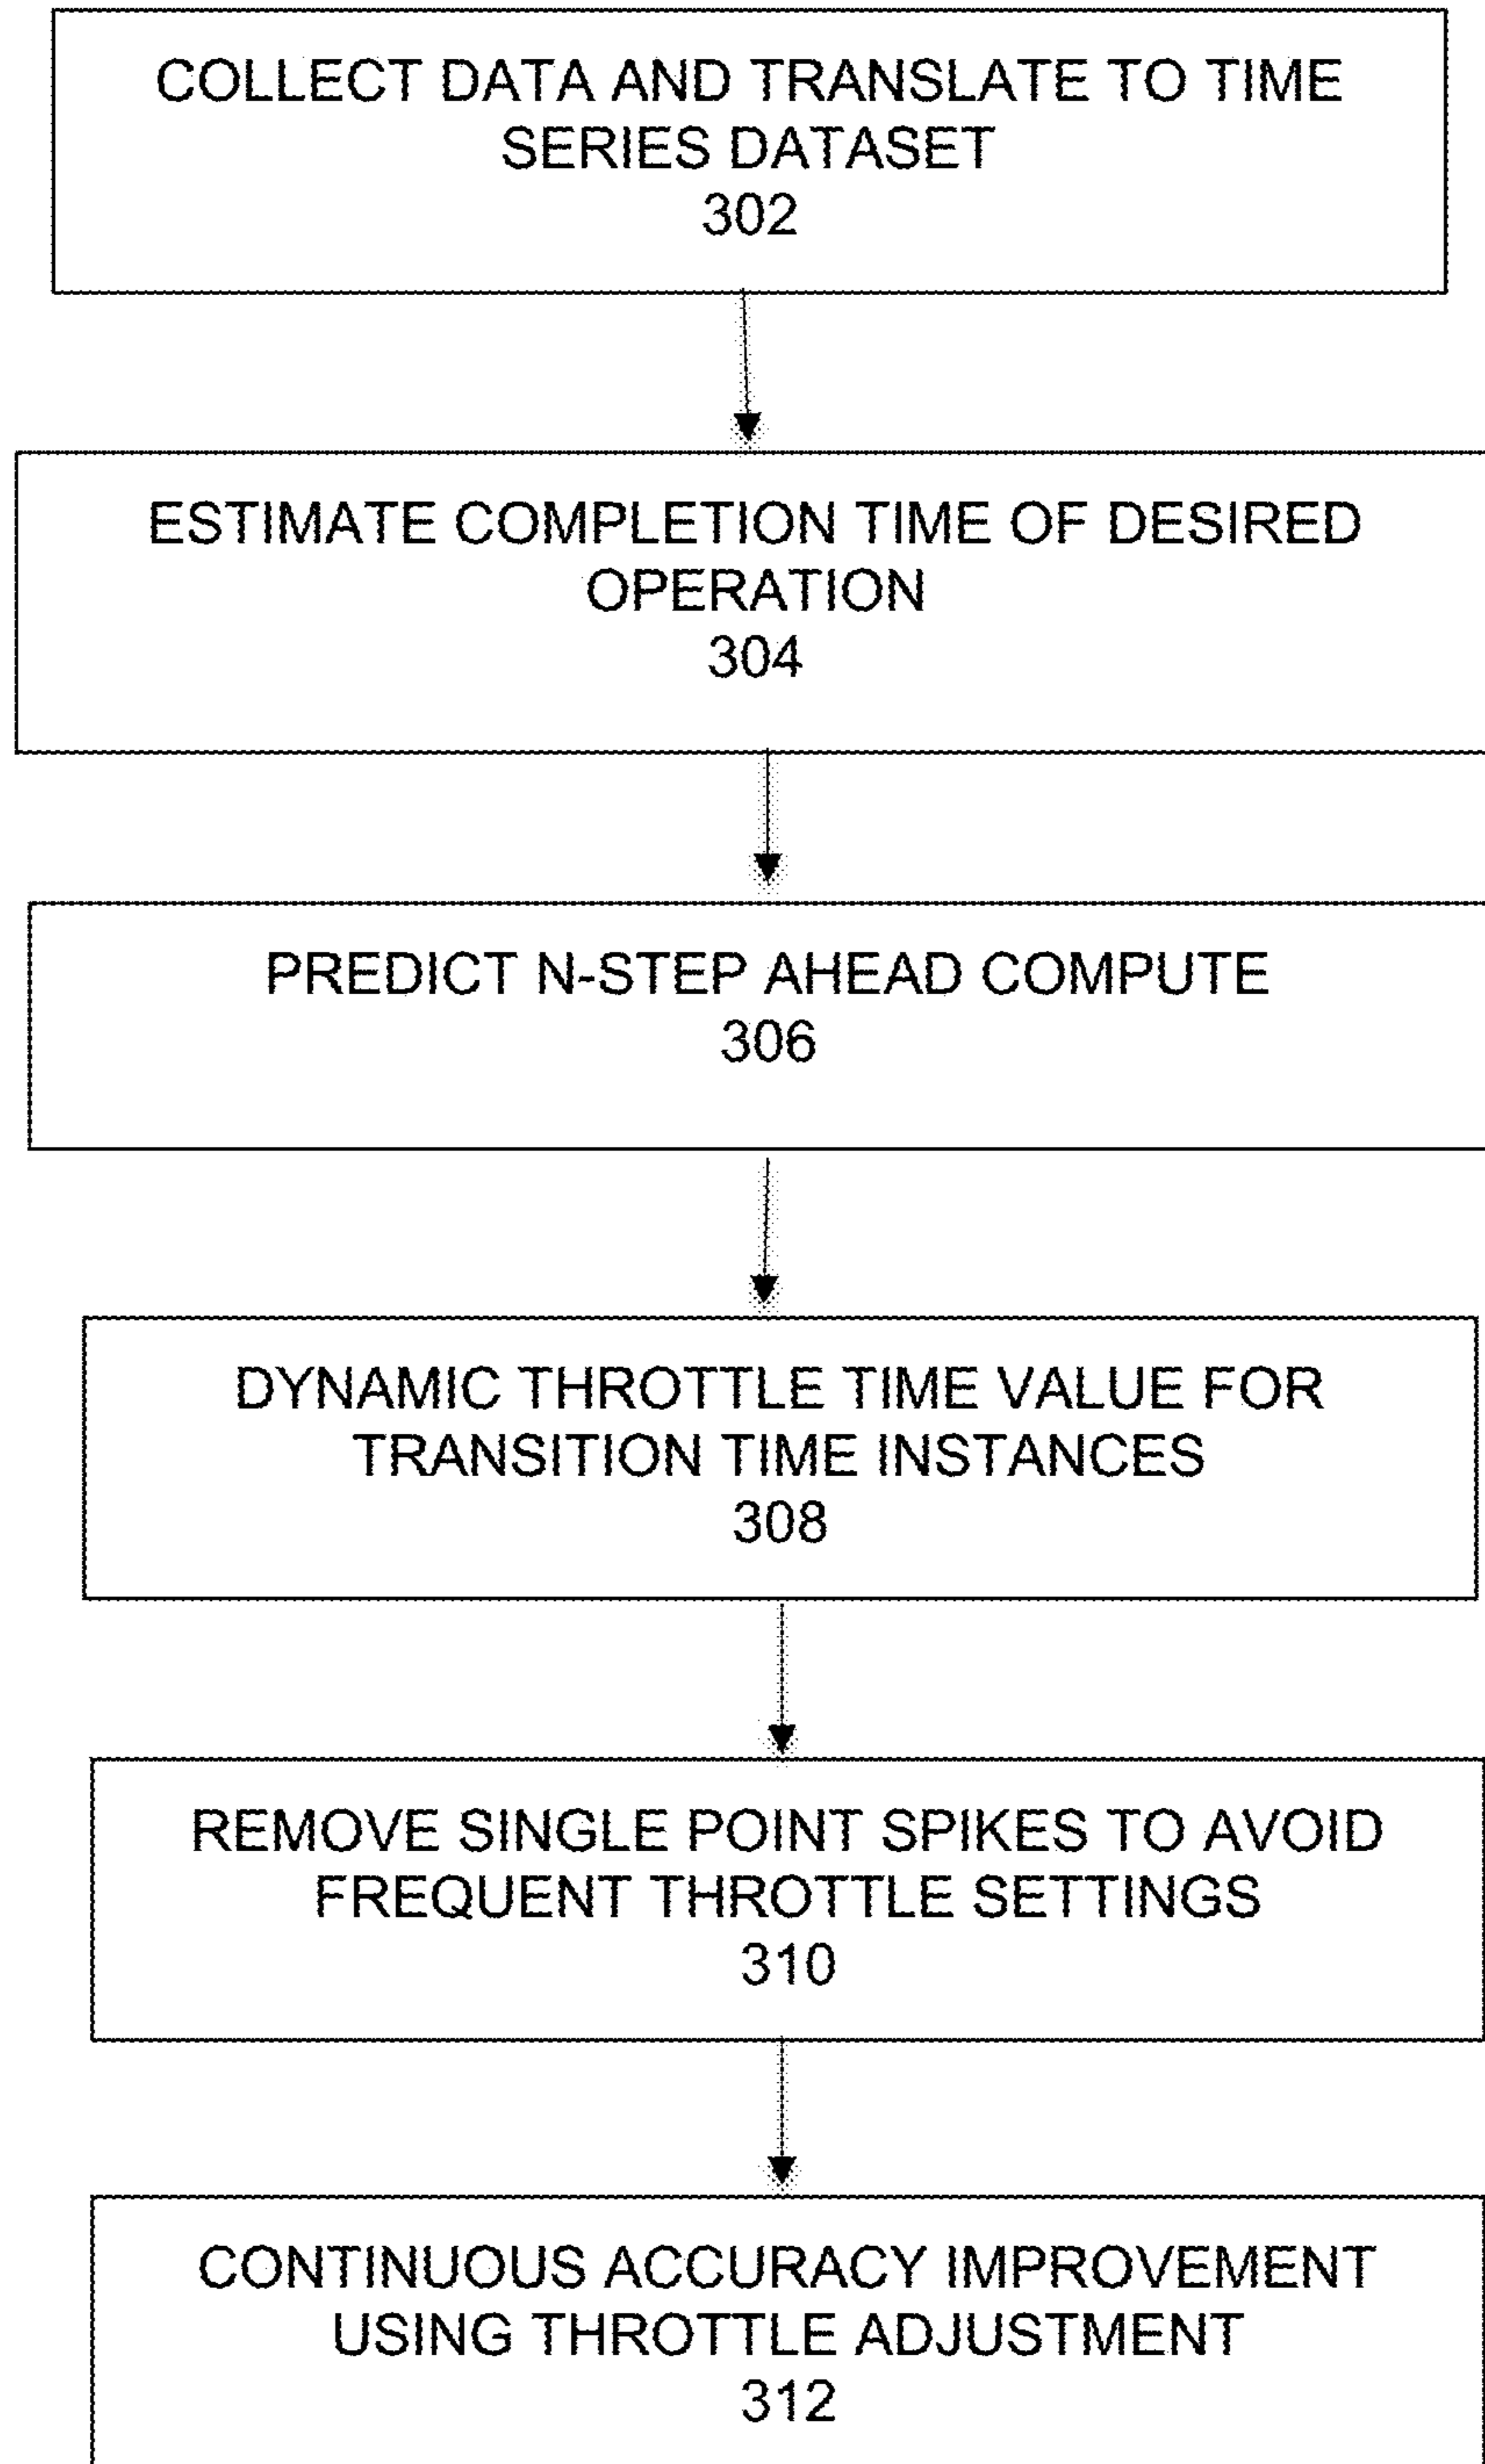 COLLECT DATA AND TRANSLATE TO TIME
SERIES DATASET
302
ESTIMATE COMPLETION TIME OF DESIRED
OPERATION
304
PREDICT N-STEP AHEAD COMPUTE
306
DYNAMIC THROTTLE TIME VALUE FOR
TRANSITION TIME INSTANCES
308
REMOVE SINGLE POINT SPIKES TO AVOID
FREQUENT THROTTLE SETTINGS
310
CONTINUOUS ACCURACY IMPROVEMENT
USING THROTTLE ADJUSTMENT
312